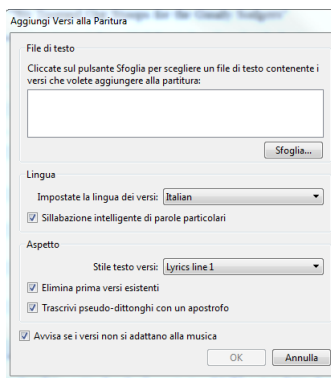 Aggiungi Versi alla Paritura
File di testo
Cliccate sul pulsante Sfoglia per scegliere un file di testo contenente i
versi che volete aggiungere alla partitura:
Sfoglia...
Lingua
Impostate la lingua dei versi: Italian
Sillabazione intelligente di parole particolari
Aspetto
Stile testo versi: Lyrics line 1
Elimina prima versi esistenti
Trascrivi pseudo-dittonghi con un apostrofo
Avvisa se i versi non si adattano alla musica
OK Annulla